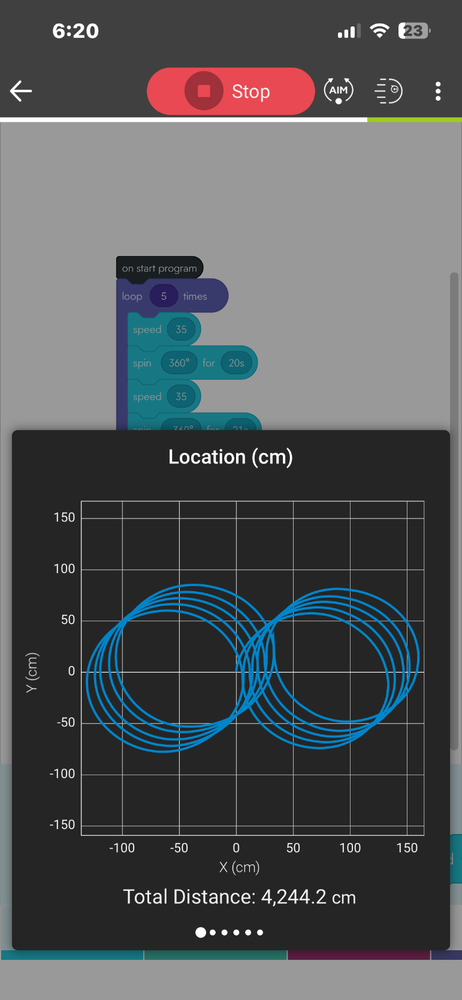 6:20
23
Stop
AIM
on start program
loop 5 times
speed 35
spin 360° for 20s
speed 35
spin 360° for 21s
Location (cm)
150
100
50
0
-50
-100
-150
Y (cm)
-100 -50 0 50 100 150
X (cm)
Total Distance: 4,244.2 cm